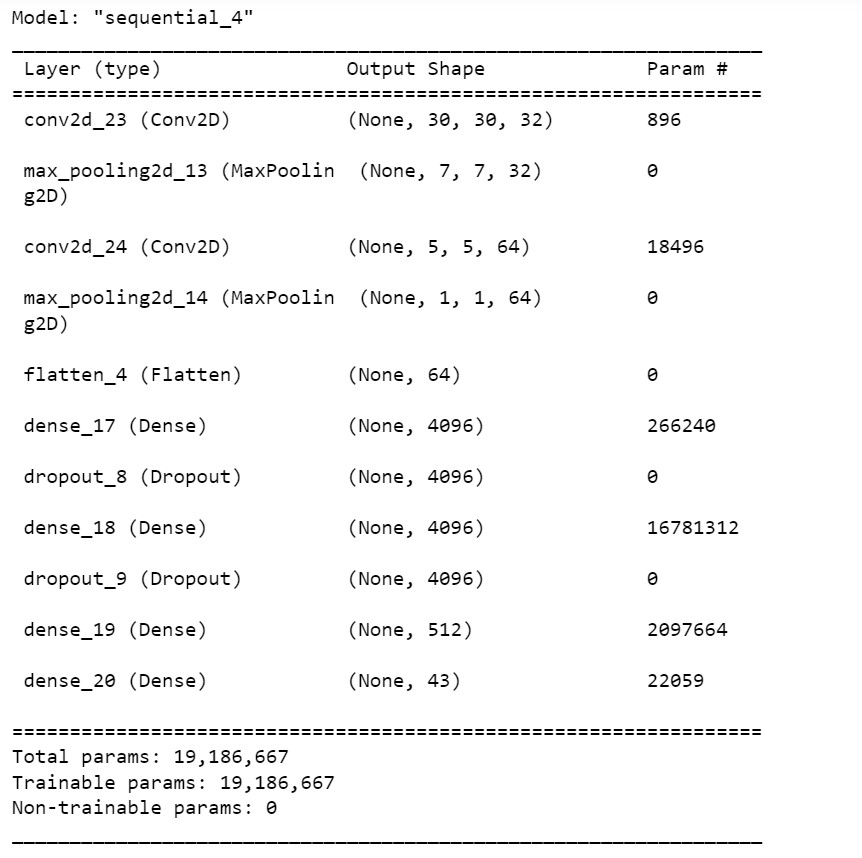 Model: "sequential_4"
Layer (type) Output Shape Param #
conv2d_23 (Conv2D) (None, 30, 30, 32) 896
max_pooling2d_13 (MaxPoolin (None, 7, 7, 32) 0
g2D)
conv2d_24 (Conv2D) (None, 5, 5, 64) 18496
max_pooling2d_14 (MaxPoolin (None, 1, 1, 64) 0
g2D)
flatten_4 (Flatten) (None, 64) 0
dense_17 (Dense) (None, 4096) 266240
dropout_8 (Dropout) (None, 4096) 0
dense_18 (Dense) (None, 4096) 16781312
dropout_9 (Dropout) (None, 4096) 0
dense_19 (Dense) (None, 512) 2097664
dense_20 (Dense) (None, 43) 22059
Total params: 19,186,667
Trainable params: 19,186,667
Non-trainable params: 0